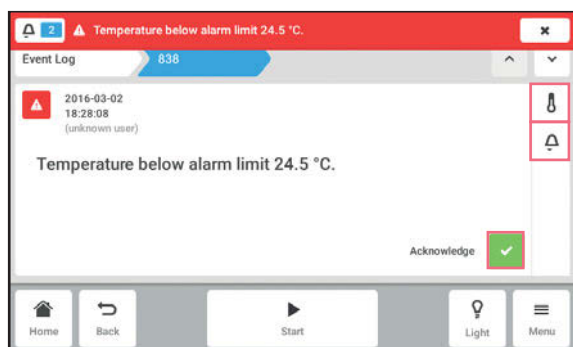 2 Temperature below alarm limit 24.5 °C.
Event Log 838
2016-03-02
18:28:08
(unknown user)
Temperature below alarm limit 24.5 °C.
Acknowledge
Home Back Start Light Menu